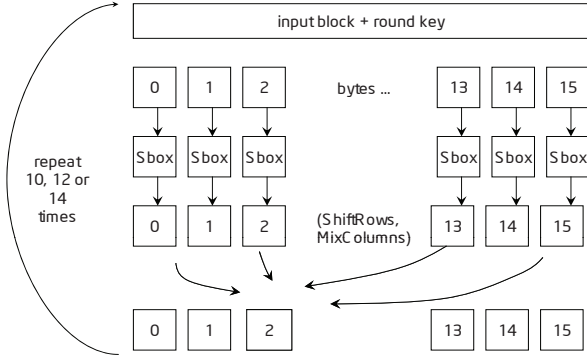 input block + round key
0 1 2 bytes ... 13 14 15
Sbox Sbox Sbox Sbox Sbox Sbox
repeat
10, 12 or
14
times
0 1 2 (ShiftRows,
MixColumns) 13 14 15
0 1 2 13 14 15